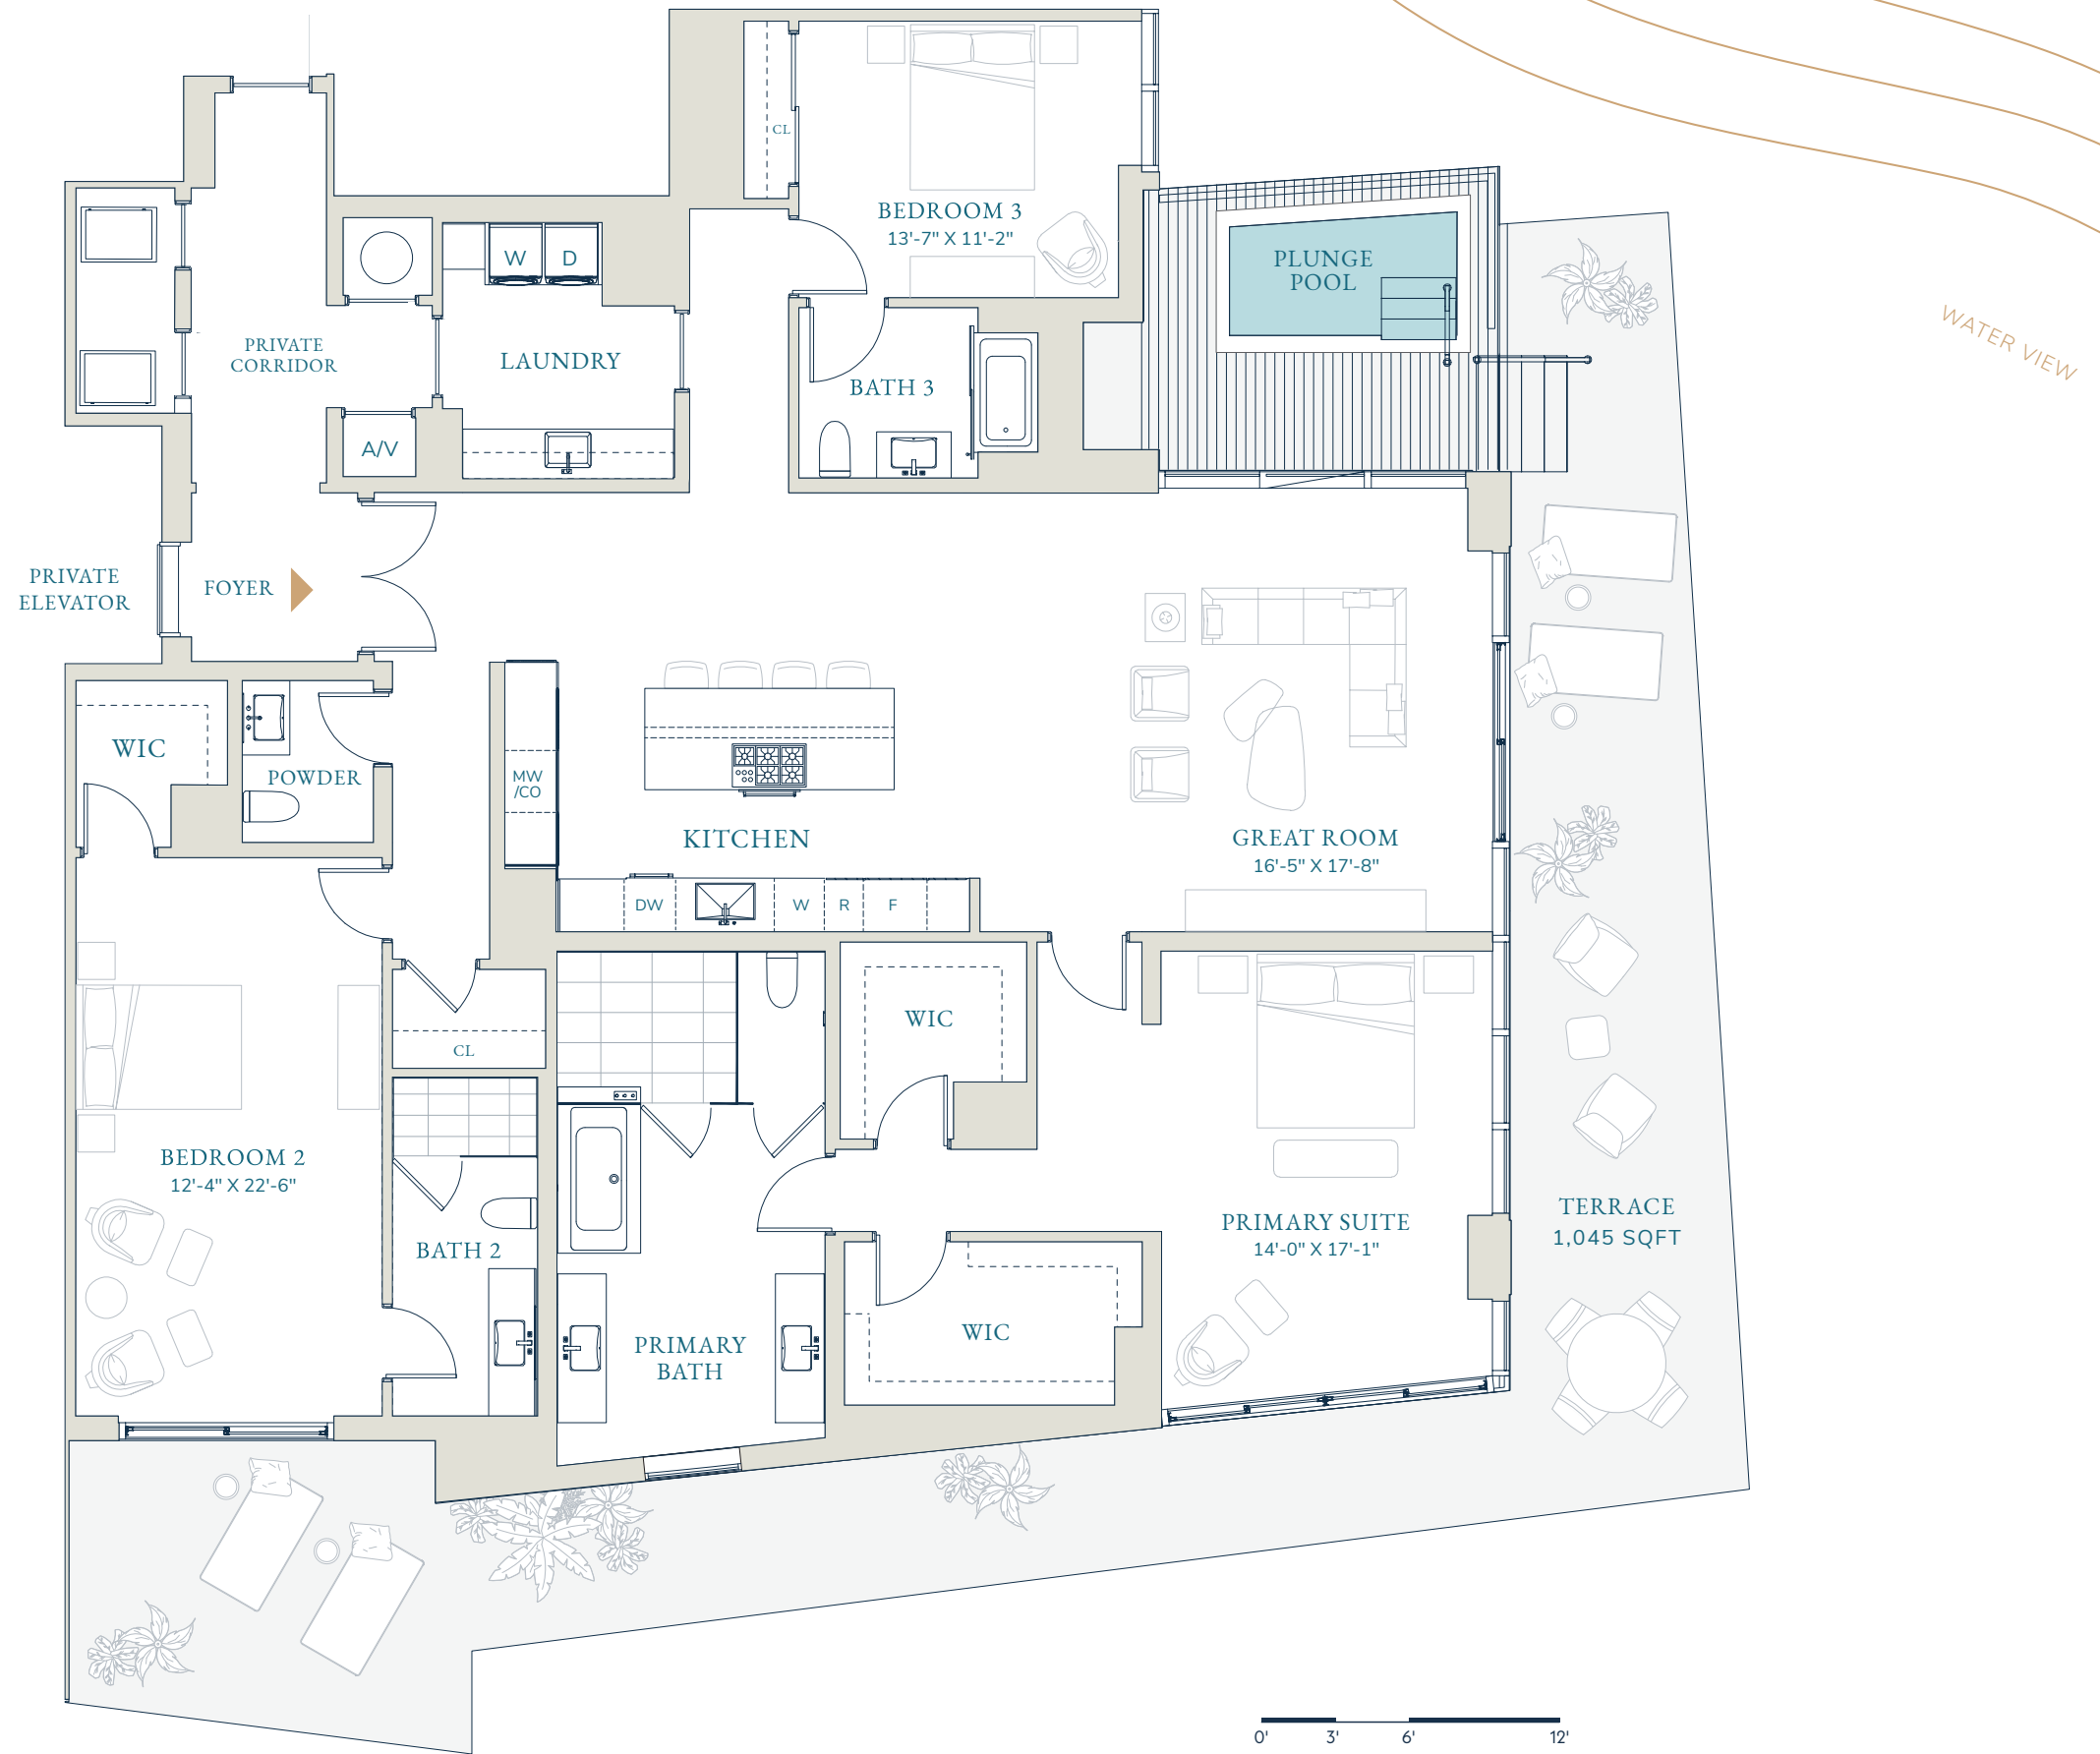 CL
BEDROOM 3
13'-7" X 11'-2"
W
D
PLUNGE
POOL
WATER VIEW
PRIVATE
CORRIDOR
LAUNDRY
BATH 3
A/V
PRIVATE
ELEVATOR
FOYER
WIC
POWDER
MW
/CO
KITCHEN
GREAT ROOM
16'-5" X 17'-8"
DW
W
R
F
WIC
CL
BEDROOM 2
12'-4" X 22'-6"
BATH 2
PRIMARY SUITE
14'-0" X 17'-1"
TERRACE
1,045 SQFT
PRIMARY
BATH
WIC
0'
3'
6'
12'